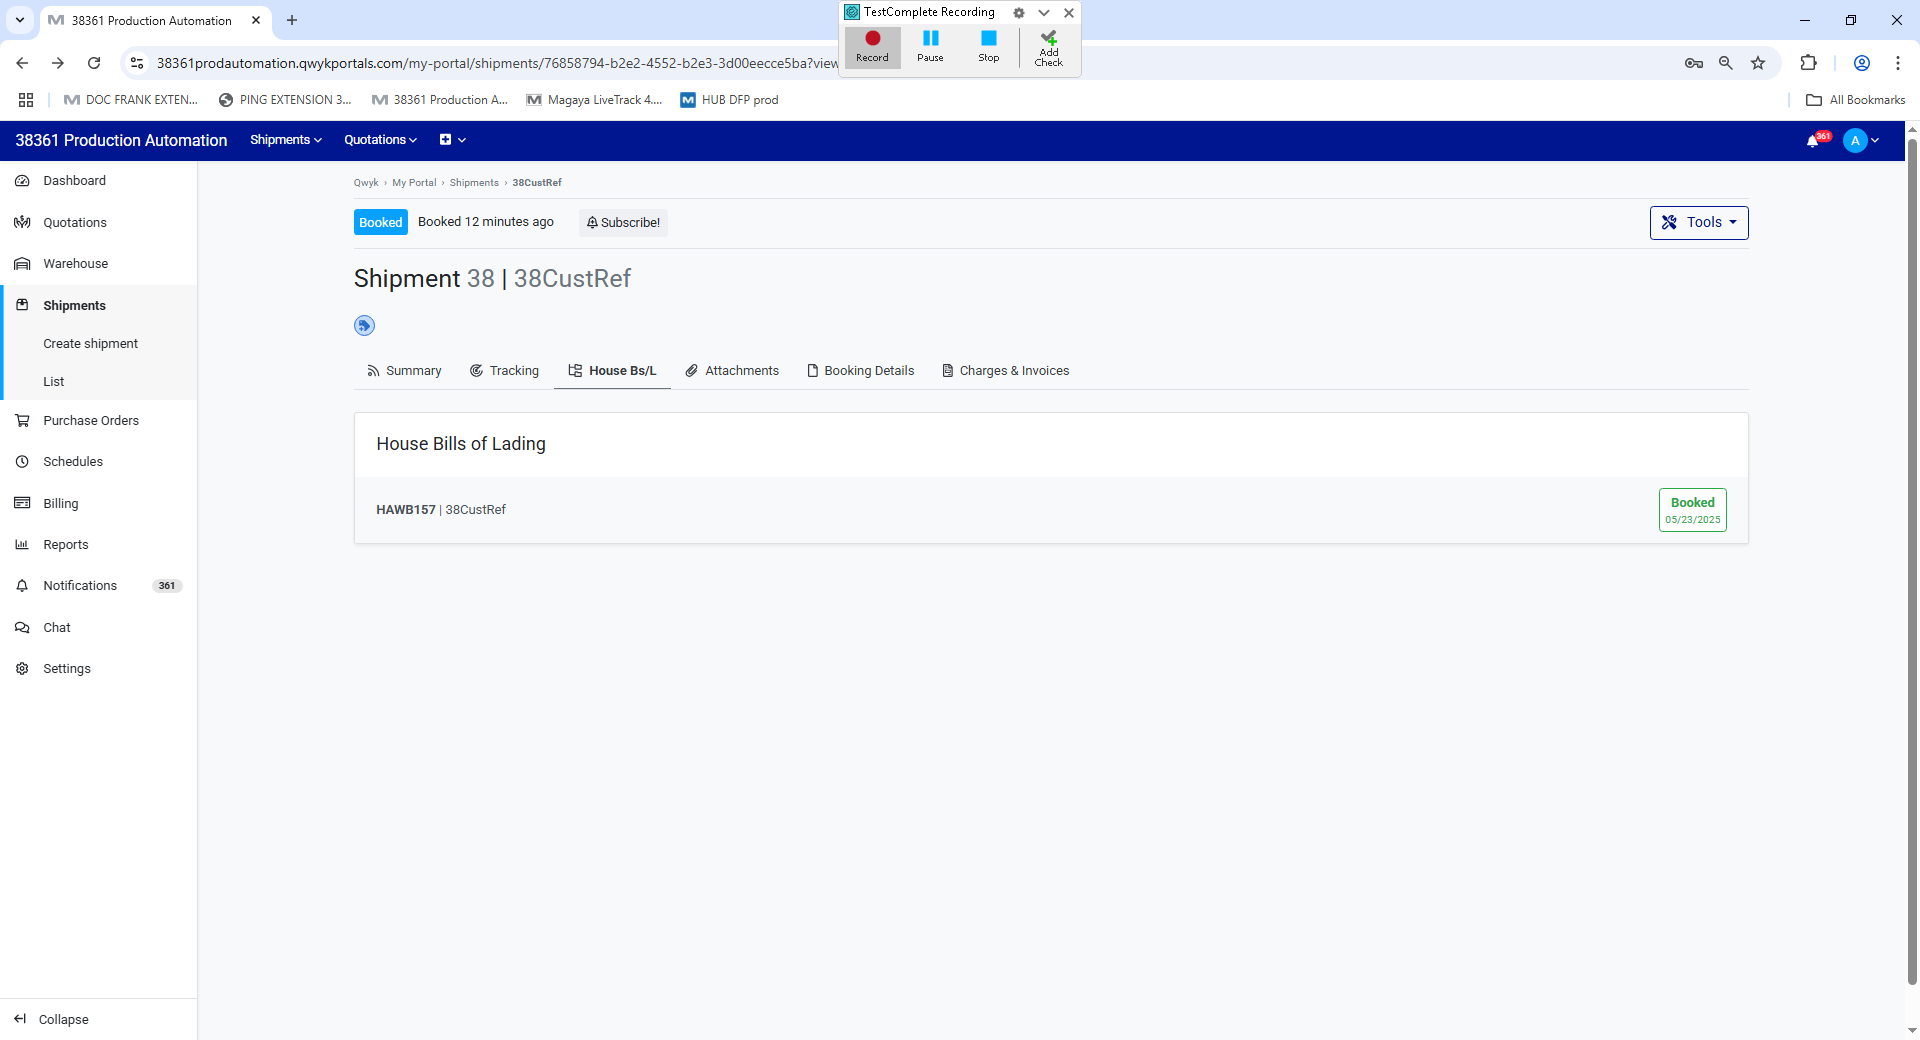 38361 Production Automation
TestComplete Recording
Record
Pause
Stop
Add
Check
38361prodautomation.qwykportals.com/my-portal/shipments/76858794-b2e2-4552-b2e3-3d00eecce5ba?view
DOC FRANK EXTEN...
PING EXTENSION 3...
38361 Production A...
Magaya LiveTrack 4....
HUB DFP prod
All Bookmarks
38361 Production Automation
Shipments
Quotations
361
A
Dashboard
Quotations
Warehouse
Shipments
Create shipment
List
Purchase Orders
Schedules
Billing
Reports
Notifications 361
Chat
Settings
Collapse
Qwyk › My Portal › Shipments › 38CustRef
Booked
Booked 12 minutes ago
Subscribe!
Tools
Shipment 38 | 38CustRef
Summary
Tracking
House Bs/L
Attachments
Booking Details
Charges & Invoices
House Bills of Lading
HAWB157 | 38CustRef
Booked
05/23/2025